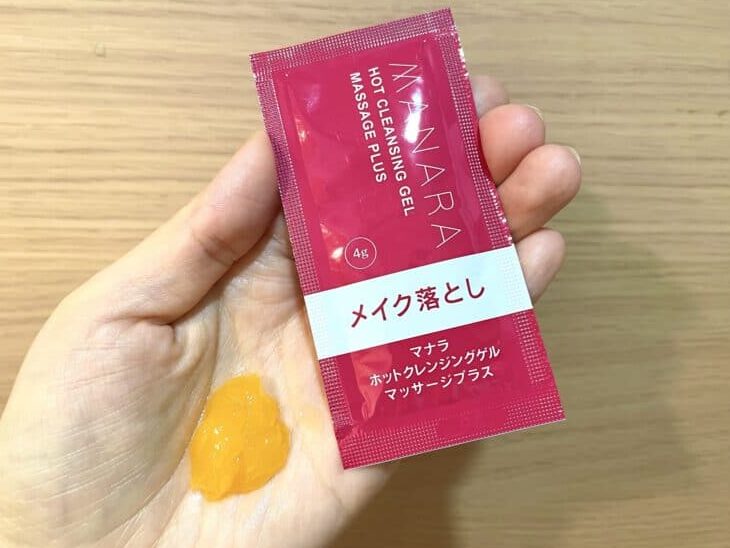 MANARA
HOT CLEANSING GEL
MASSAGE PLUS
4g
メイク落とし
マナラ
ホットクレンジングゲル
マッサージプラス